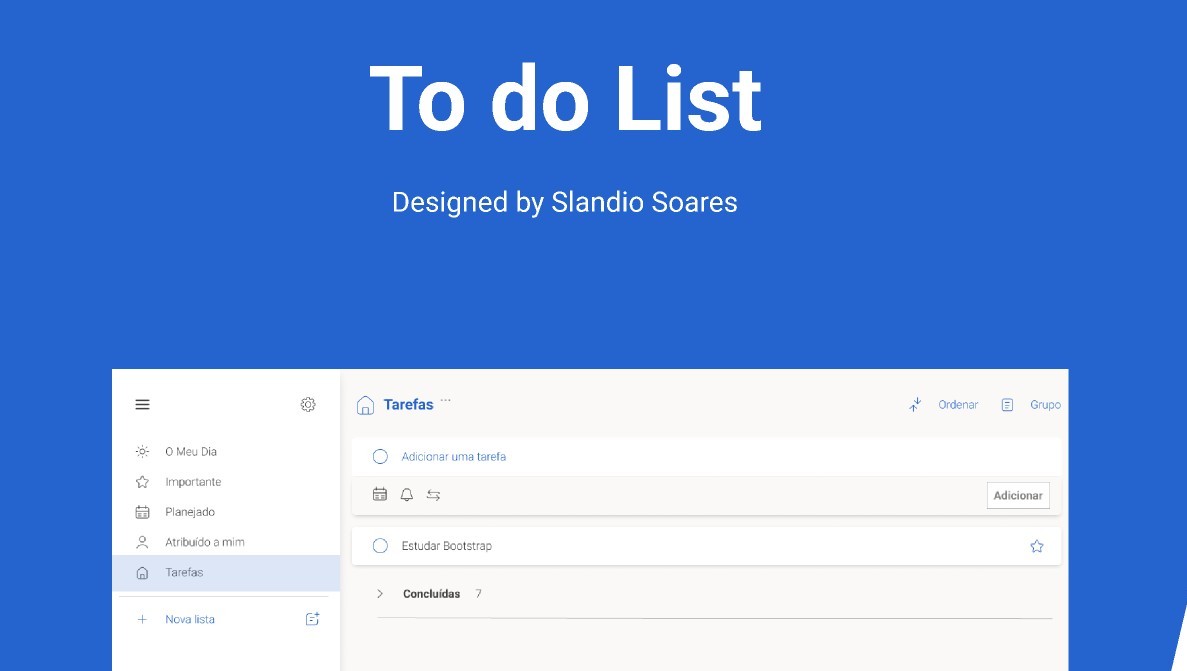 To do List
Designed by Slandio Soares
Tarefas ...
Ordenar
Grupo
O Meu Dia
Importante
Planejado
Atribuído a mim
Tarefas
Nova lista
Adicionar uma tarefa
Adicionar
Estudar Bootstrap
Concluídas 7